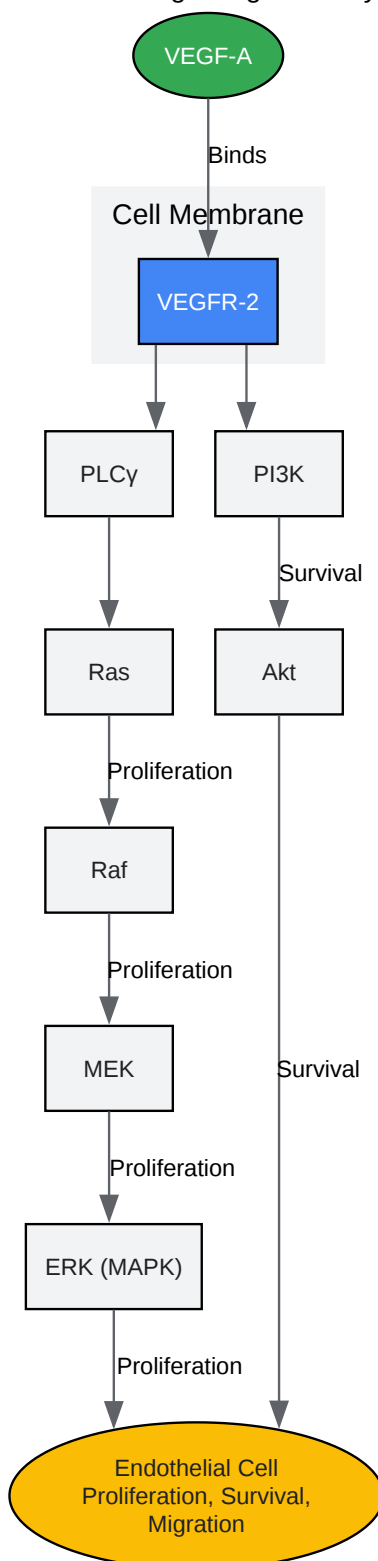 VEGF-A
Binds
Cell Membrane
VEGFR-2
PLCγ
PI3K
Survival
Ras
Akt
Proliferation
Raf
Proliferation
MEK
Survival
Proliferation
ERK (MAPK)
Proliferation
Endothelial Cell
Proliferation, Survival,
Migration